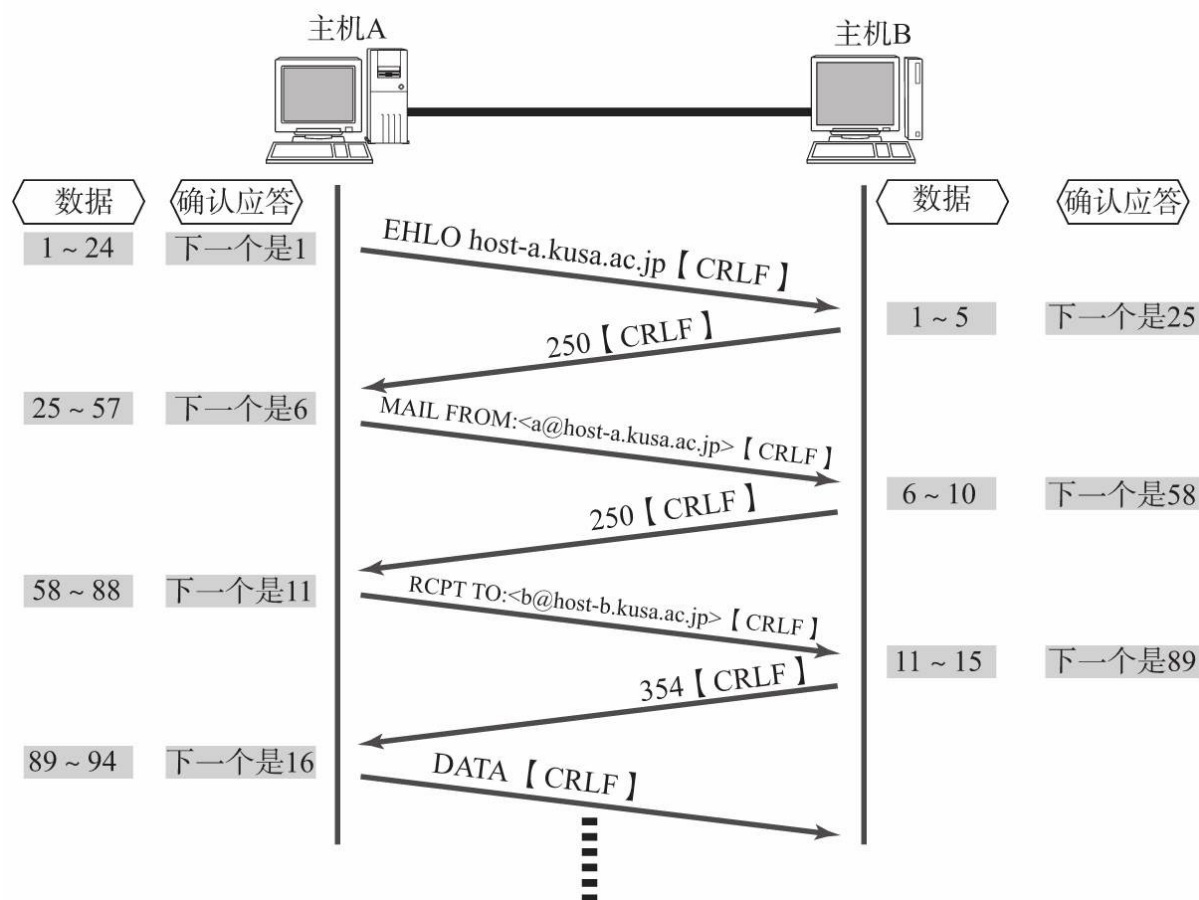 主机A
主机B
数据
确认应答
数据
确认应答
1 ~ 24
下一个是1
EHLO host-a.kusa.ac.jp【CRLF】
1 ~ 5
下一个是25
250【CRLF】
25 ~ 57
下一个是6
MAIL FROM:<a@host-a.kusa.ac.jp>【CRLF】
6 ~ 10
下一个是58
250【CRLF】
58 ~ 88
下一个是11
RCPT TO:<b@host-b.kusa.ac.jp>【CRLF】
11 ~ 15
下一个是89
354【CRLF】
89 ~ 94
下一个是16
DATA【CRLF】